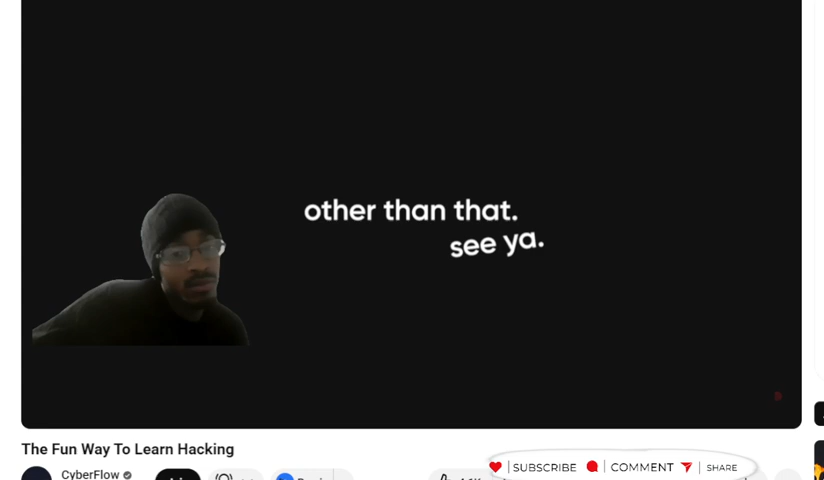 other than that.
see ya.
The Fun Way To Learn Hacking
CyberFlow
SUBSCRIBE
COMMENT
SHARE